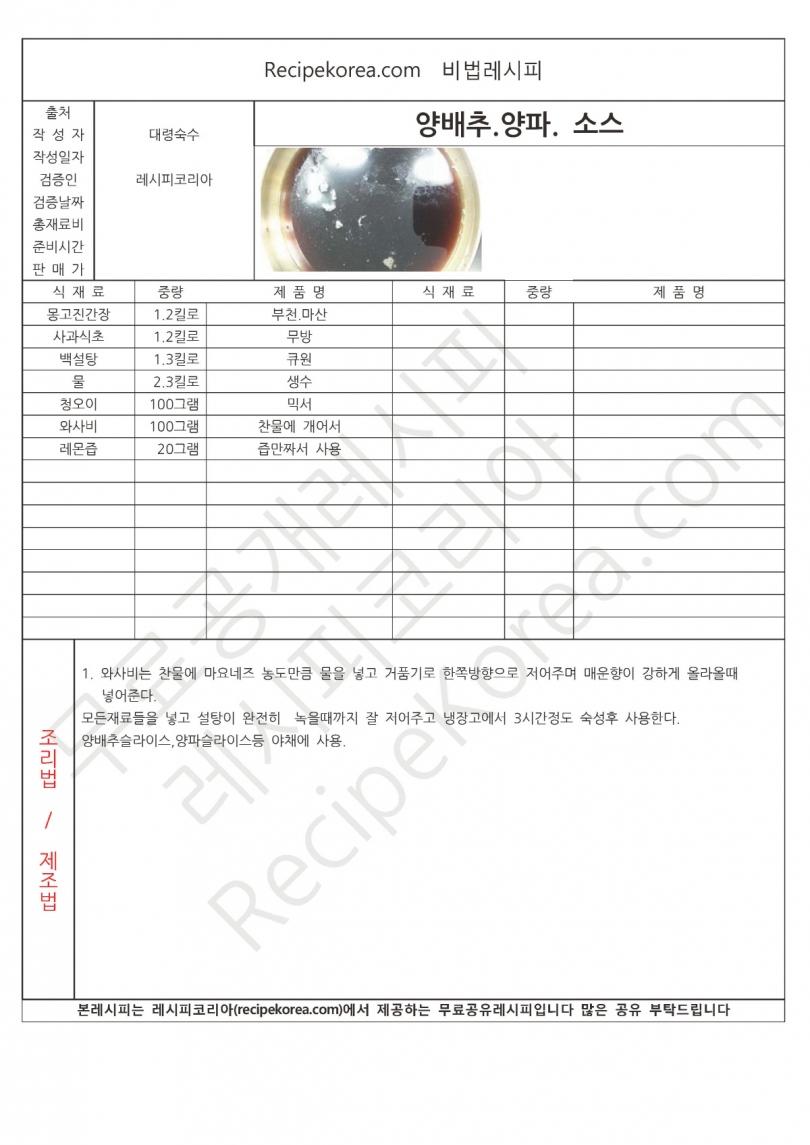 Recipekorea.com 비법레시피
출처
작 성 자 대령숙수
작성일자
검증인 레시피코리아
검증날짜
총재료비
준비시간
판 매 가
양배추.양파. 소스
식 재 료 중량 제 품 명 식 재 료 중량 제 품 명
몽고진간장 1.2킬로 부천.마산
사과식초 1.2킬로 무방
백설탕 1.3킬로 큐원
물 2.3킬로 생수
청오이 100그램 믹서
와사비 100그램 찬물에 개어서
레몬즙 20그램 즙만짜서 사용
조리법 / 제조법
1. 와사비는 찬물에 마요네즈 농도만큼 물을 넣고 거품기로 한쪽방향으로 저어주며 매운향이 강하게 올라올때
넣어준다.
모든재료들을 넣고 설탕이 완전히 녹을때까지 잘 저어주고 냉장고에서 3시간정도 숙성후 사용한다.
양배추슬라이스,양파슬라이스등 야채에 사용.
무료공개레시피
레시피코리아
Recipekorea.com
본레시피는 레시피코리아(recipekorea.com)에서 제공하는 무료공유레시피입니다 많은 공유 부탁드립니다